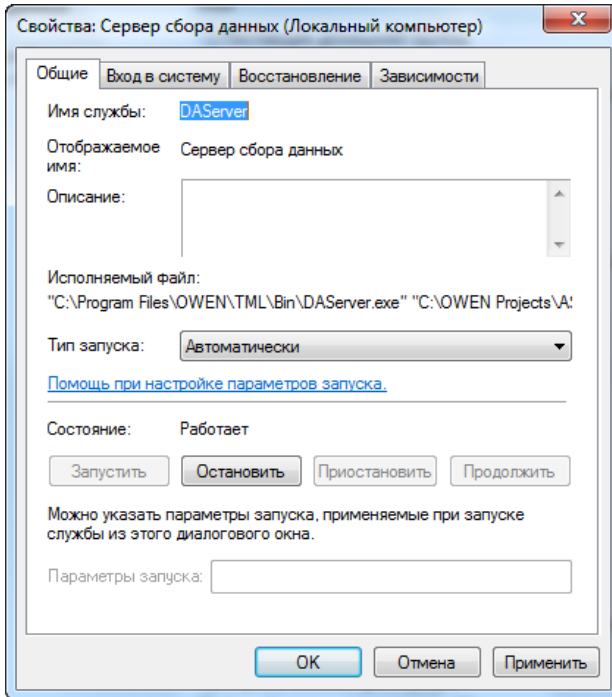 Свойства: Сервер сбора данных (Локальный компьютер)
Общие Вход в систему Восстановление Зависимости
Имя службы: DAServer
Отображаемое имя: Сервер сбора данных
Описание:
Исполняемый файл:
"C:\Program Files\OWEN\TML\Bin\DAServer.exe" "C:\OWEN Projects\AS
Тип запуска: Автоматически
Помощь при настройке параметров запуска.
Состояние: Работает
Запустить Остановить Приостановить Продолжить
Можно указать параметры запуска, применяемые при запуске
службы из этого диалогового окна.
Параметры запуска:
OK Отмена Применить